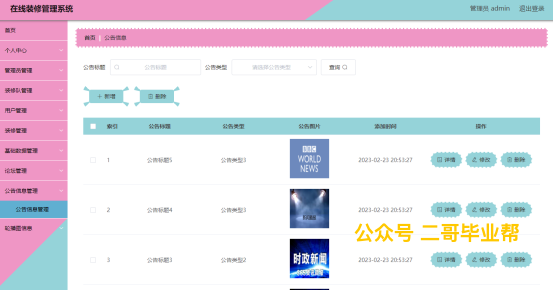 在线装修管理系统
管理员 admin 退出登录
首页
个人中心
管理员管理
装修队管理
用户管理
装修管理
基础数据管理
论坛管理
公告信息管理
公告信息管理
轮播图信息
首页 公告信息
公告标题 公告标题 公告类型 请选择公告类型 查询
新增 删除
索引 公告标题 公告类型 公告图片 添加时间 操作
1 公告标题5 公告类型3 BBC WORLD NEWS 2023-02-23 20:53:27 详情 修改 删除
2 公告标题4 公告类型3 2023-02-23 20:53:27 详情 修改 删除
公众号 二哥毕业帮
3 公告标题3 公告类型2 时政新闻 2023-02-23 20:53:27 详情 修改 删除